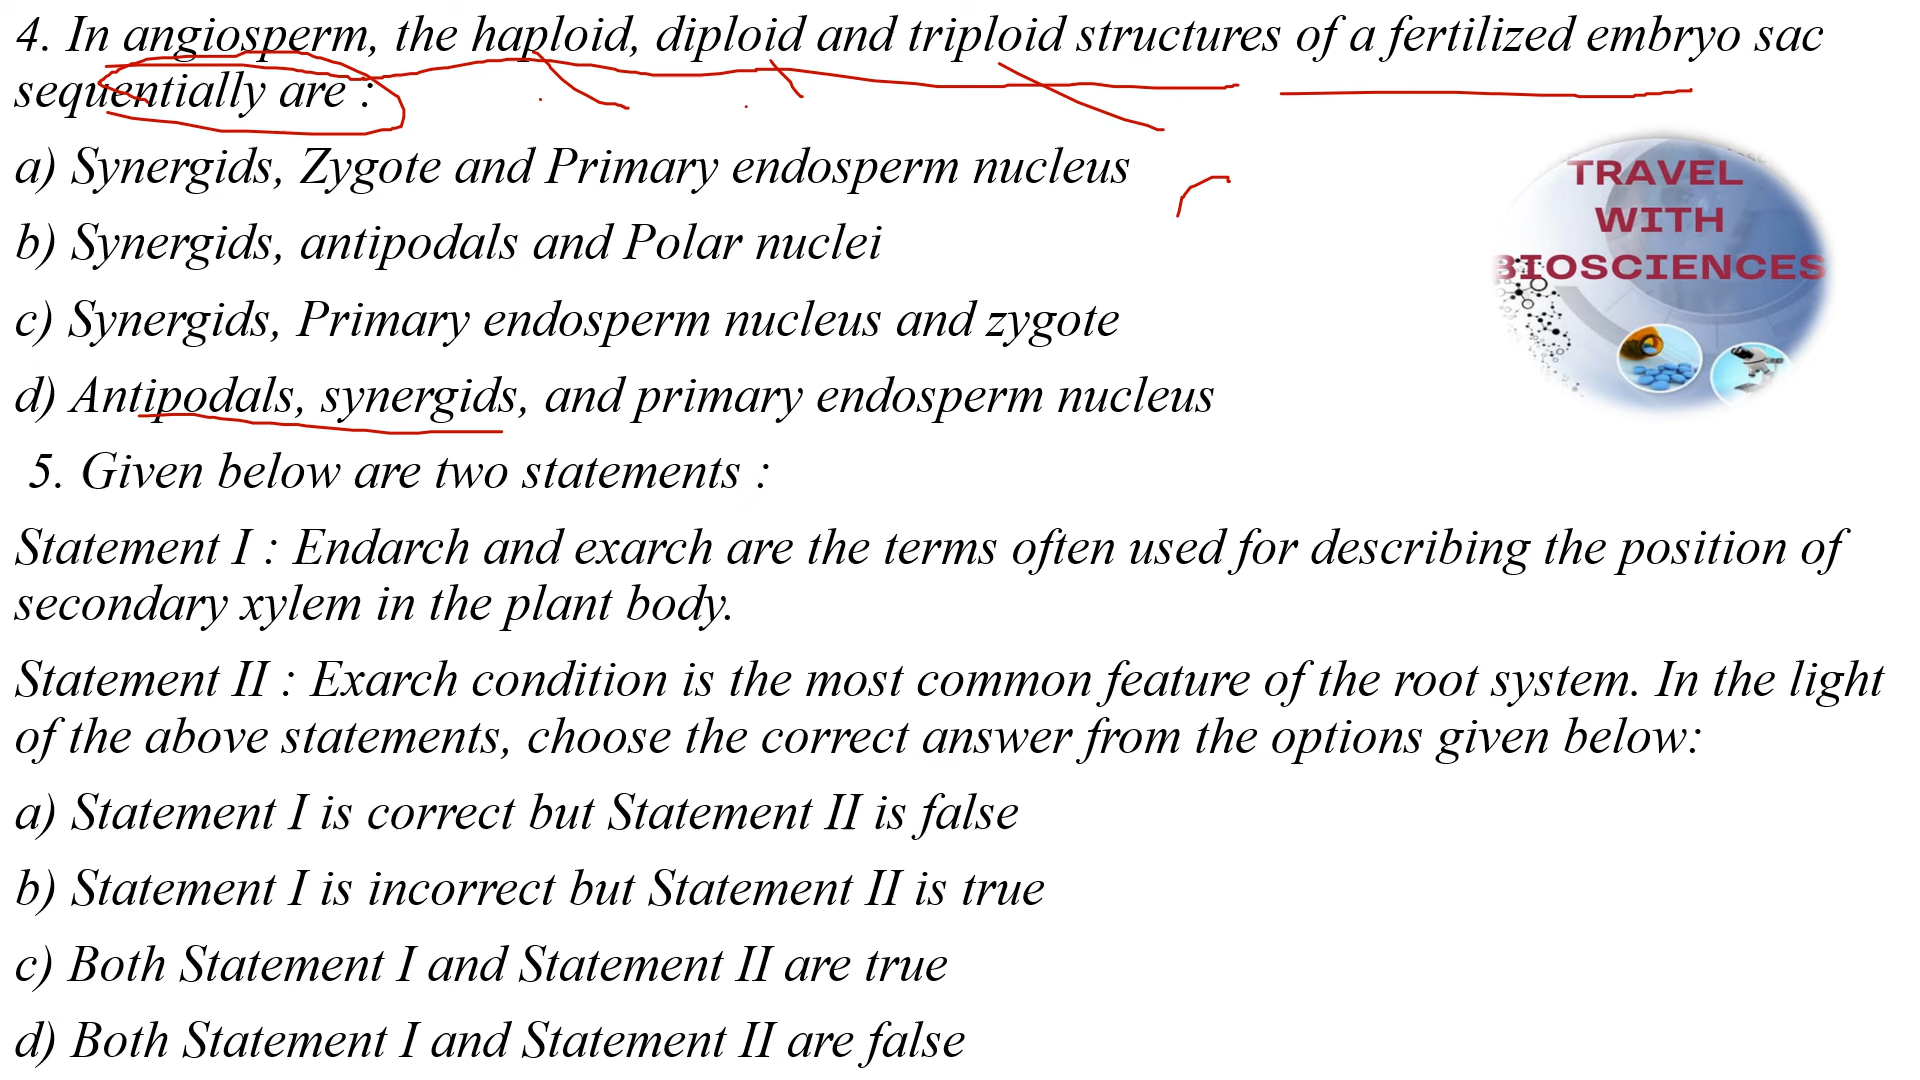 4. In angiosperm, the haploid, diploid and triploid structures of a fertilized embryo sac
sequentially are :
a) Synergids, Zygote and Primary endosperm nucleus
b) Synergids, antipodals and Polar nuclei
c) Synergids, Primary endosperm nucleus and zygote
d) Antipodals, synergids, and primary endosperm nucleus
5. Given below are two statements :
Statement I : Endarch and exarch are the terms often used for describing the position of
secondary xylem in the plant body.
Statement II : Exarch condition is the most common feature of the root system. In the light
of the above statements, choose the correct answer from the options given below:
a) Statement I is correct but Statement II is false
b) Statement I is incorrect but Statement II is true
c) Both Statement I and Statement II are true
d) Both Statement I and Statement II are false
TRAVEL
WITH
BIOSCIENCES